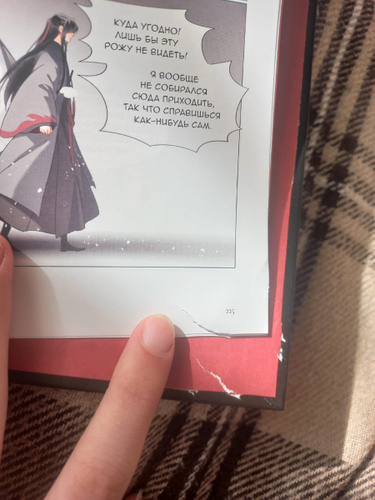 КУДА УГОДНО!
ЛИШЬ БЫ ЭТУ
РОЖУ НЕ ВИДЕТЬ!
Я ВООБЩЕ
НЕ СОБИРАЛСЯ
СЮДА ПРИХОДИТЬ,
ТАК ЧТО СПРАВИШЬСЯ
КАК-НИБУДЬ САМ.
225